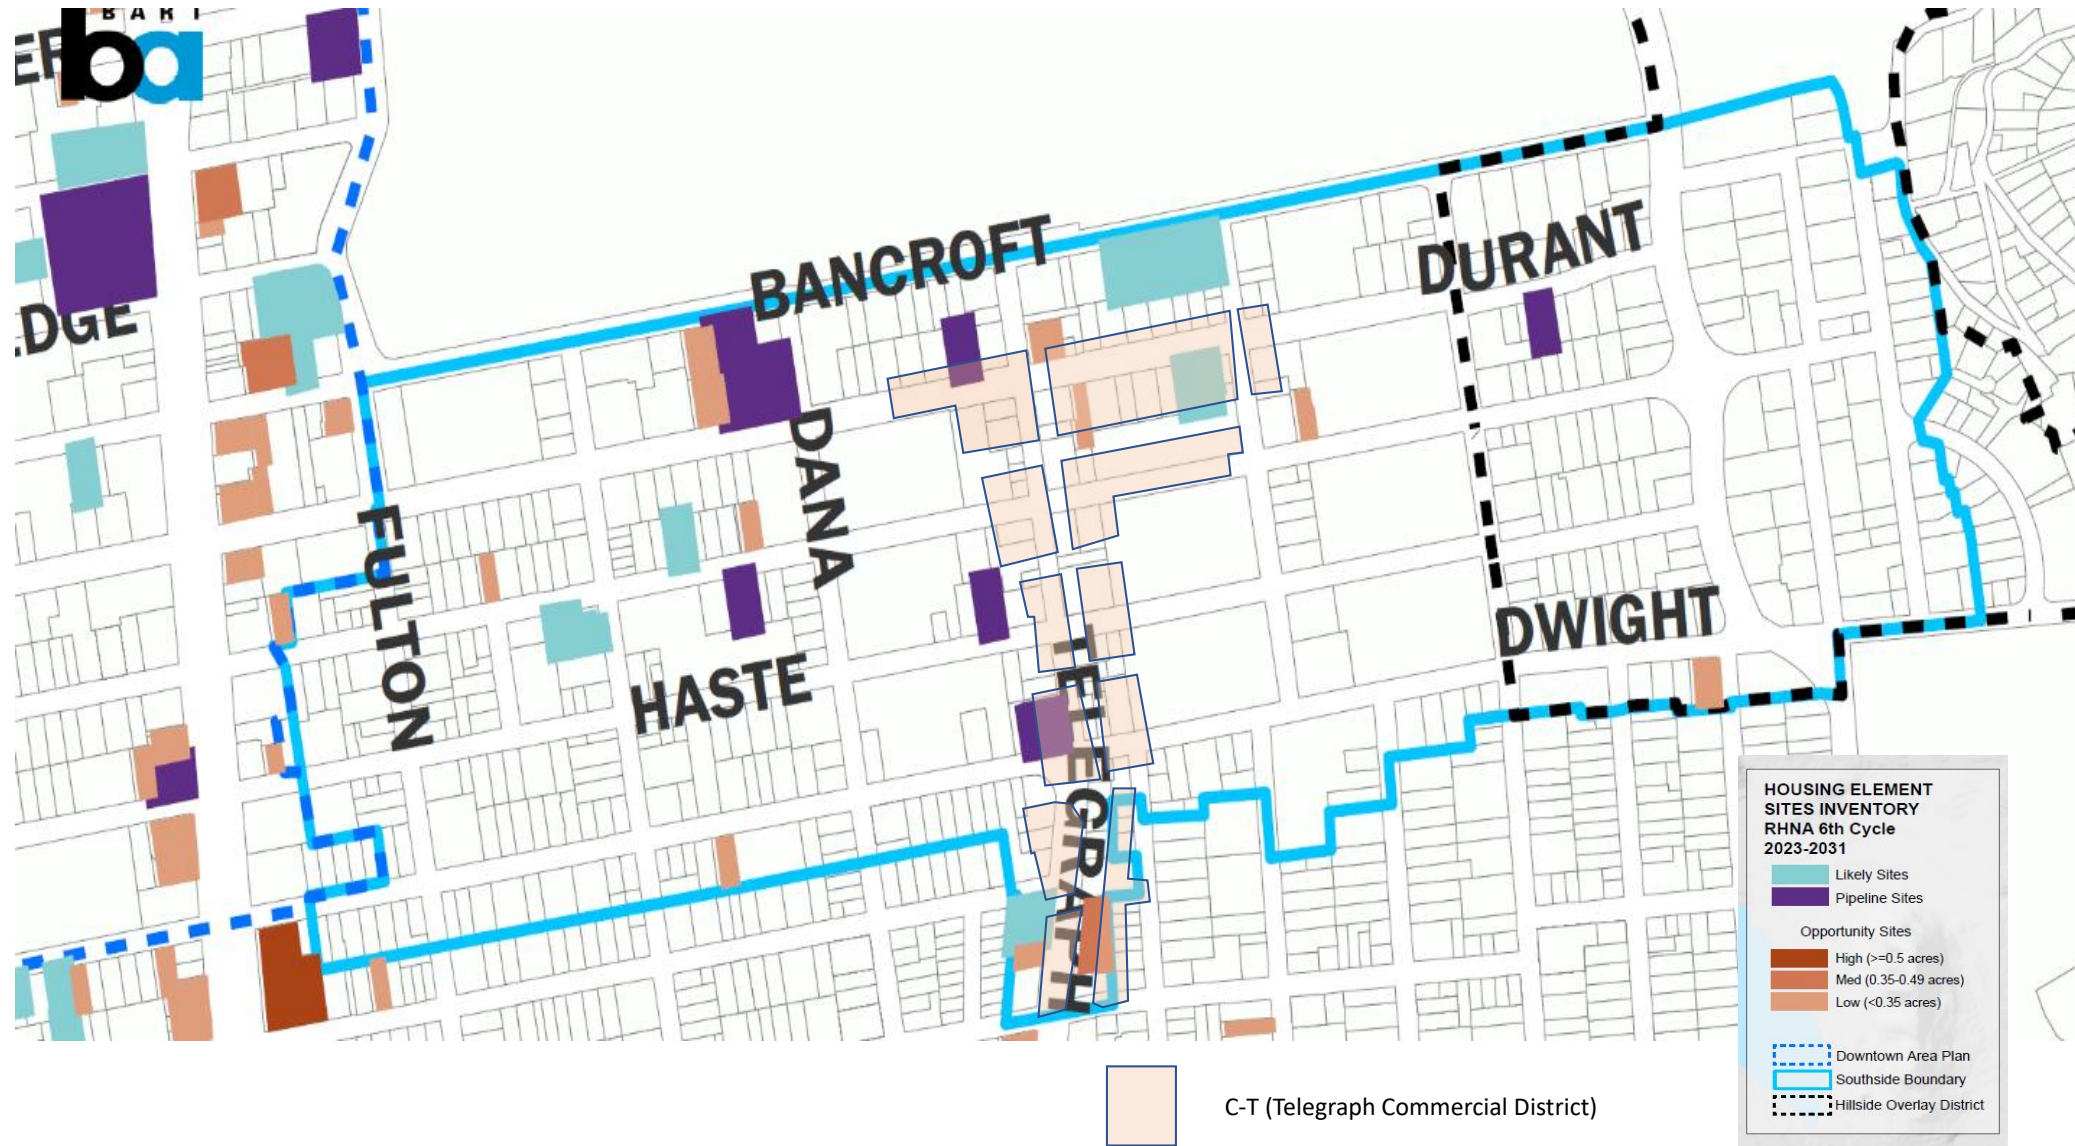 BART
ba
BANCROFT
DURANT
DANA
FULTON
DWIGHT
HASTE
TELEGRAPH
HOUSING ELEMENT
SITES INVENTORY
RHNA 6th Cycle
2023-2031
Likely Sites
Pipeline Sites
Opportunity Sites
High (>=0.5 acres)
Med (0.35-0.49 acres)
Low (<0.35 acres)
Downtown Area Plan
Southside Boundary
Hillside Overlay District
C-T (Telegraph Commercial District)